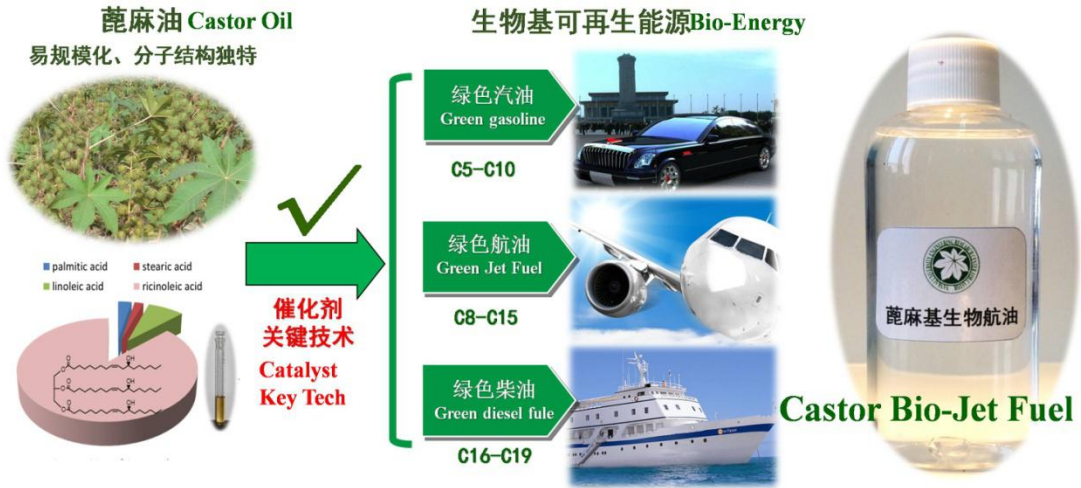 蓖麻油 Castor Oil
易规模化、分子结构独特
palmitic acid
stearic acid
linoleic acid
ricinoleic acid
催化剂
关键技术
Catalyst
Key Tech
生物基可再生能源Bio-Energy
绿色汽油
Green gasoline
C5-C10
绿色航油
Green Jet Fuel
C8-C15
绿色柴油
Green diesel fule
C16-C19
蓖麻基生物航油
Castor Bio-Jet Fuel